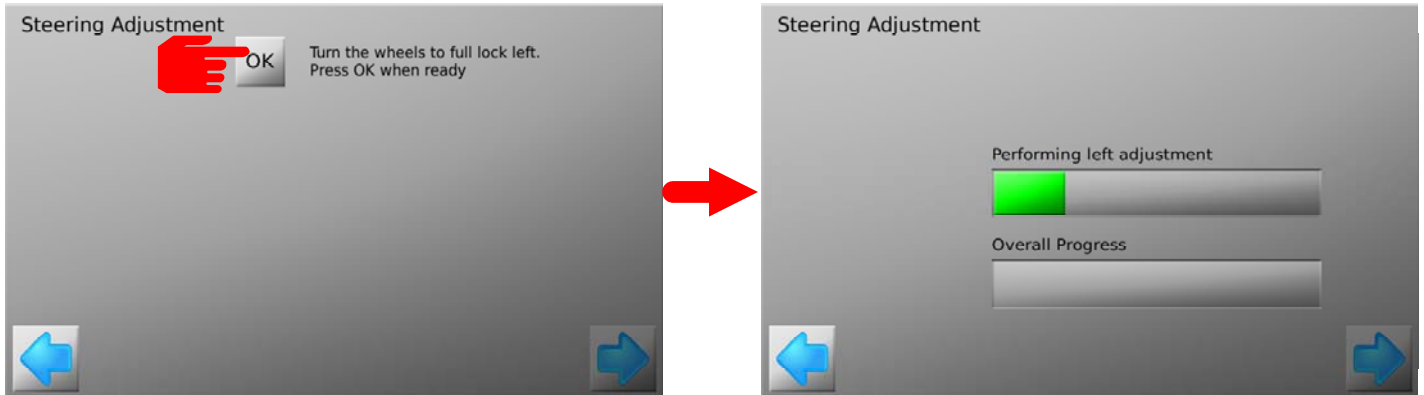 Steering Adjustment
OK
Turn the wheels to full lock left.
Press OK when ready
Steering Adjustment
Performing left adjustment
Overall Progress